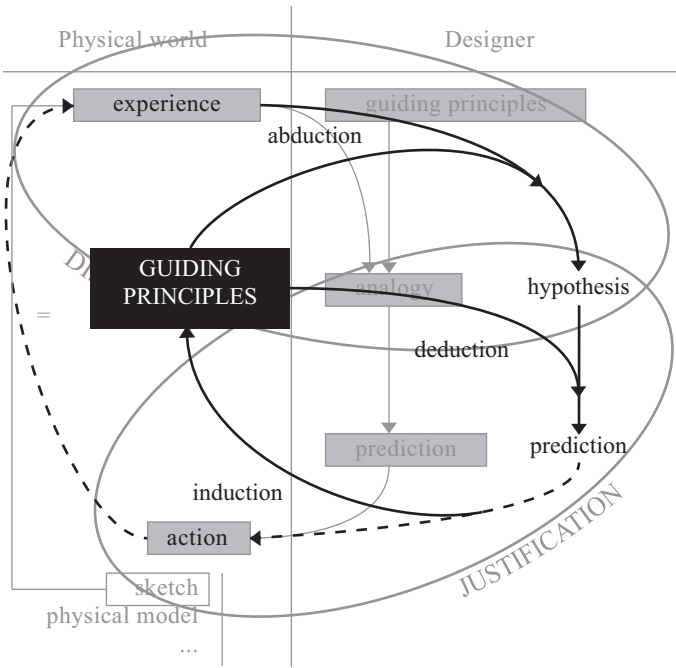 Physical world
Designer
experience
guiding principles
abduction
GUIDING
PRINCIPLES
analogy
hypothesis
=
deduction
prediction
prediction
induction
action
JUSTIFICATION
sketch
physical model
...